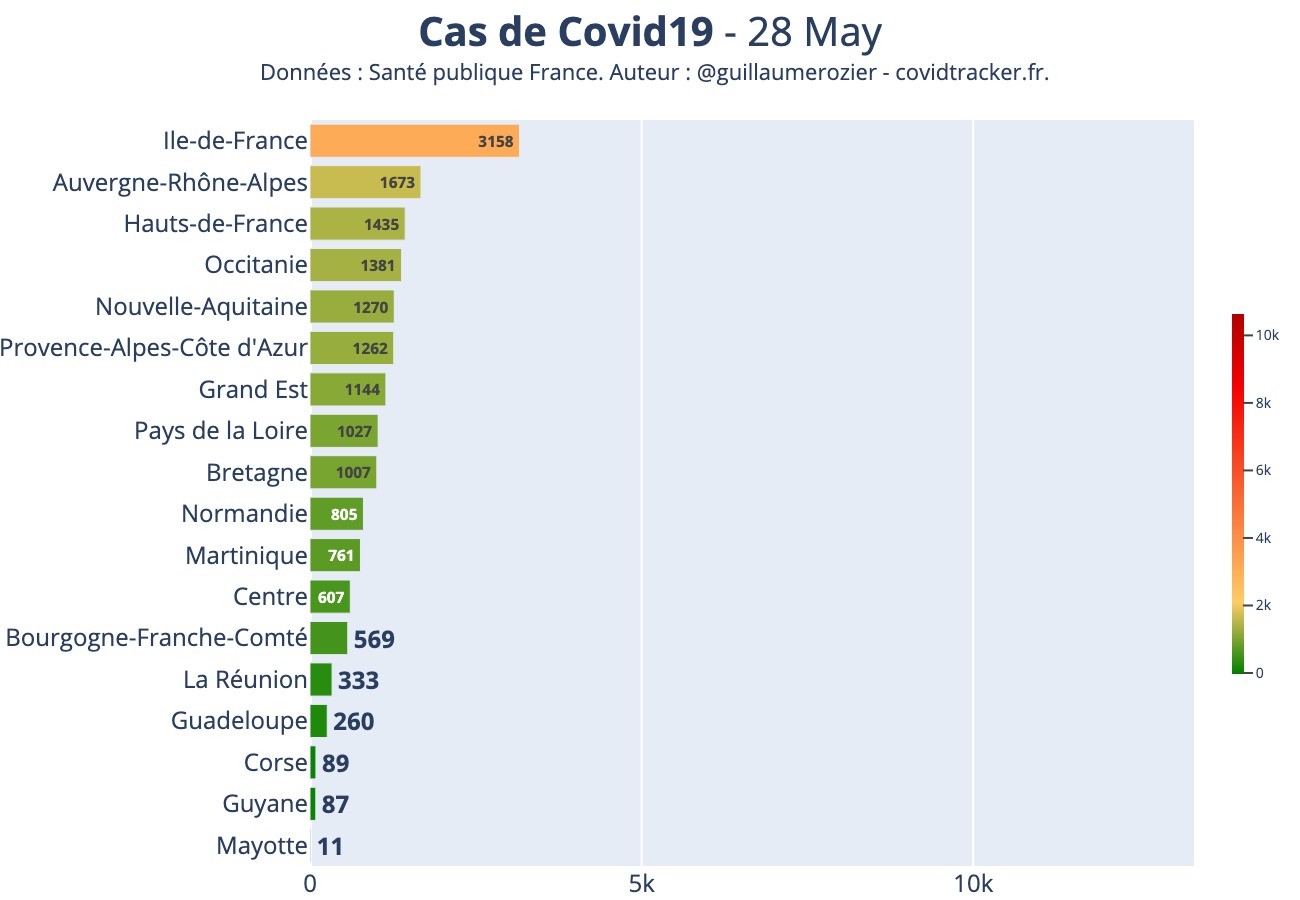 Cas de Covid19 - 28 May
Données : Santé publique France. Auteur : @guillaumerozier - covidtracker.fr.
Ile-de-France 3158
Auvergne-Rhône-Alpes 1673
Hauts-de-France 1435
Occitanie 1381
Nouvelle-Aquitaine 1270
Provence-Alpes-Côte d'Azur 1262
Grand Est 1144
Pays de la Loire 1027
Bretagne 1007
Normandie 805
Martinique 761
Centre 607
Bourgogne-Franche-Comté 569
La Réunion 333
Guadeloupe 260
Corse 89
Guyane 87
Mayotte 11
0 5k 10k
10k
8k
6k
4k
2k
0